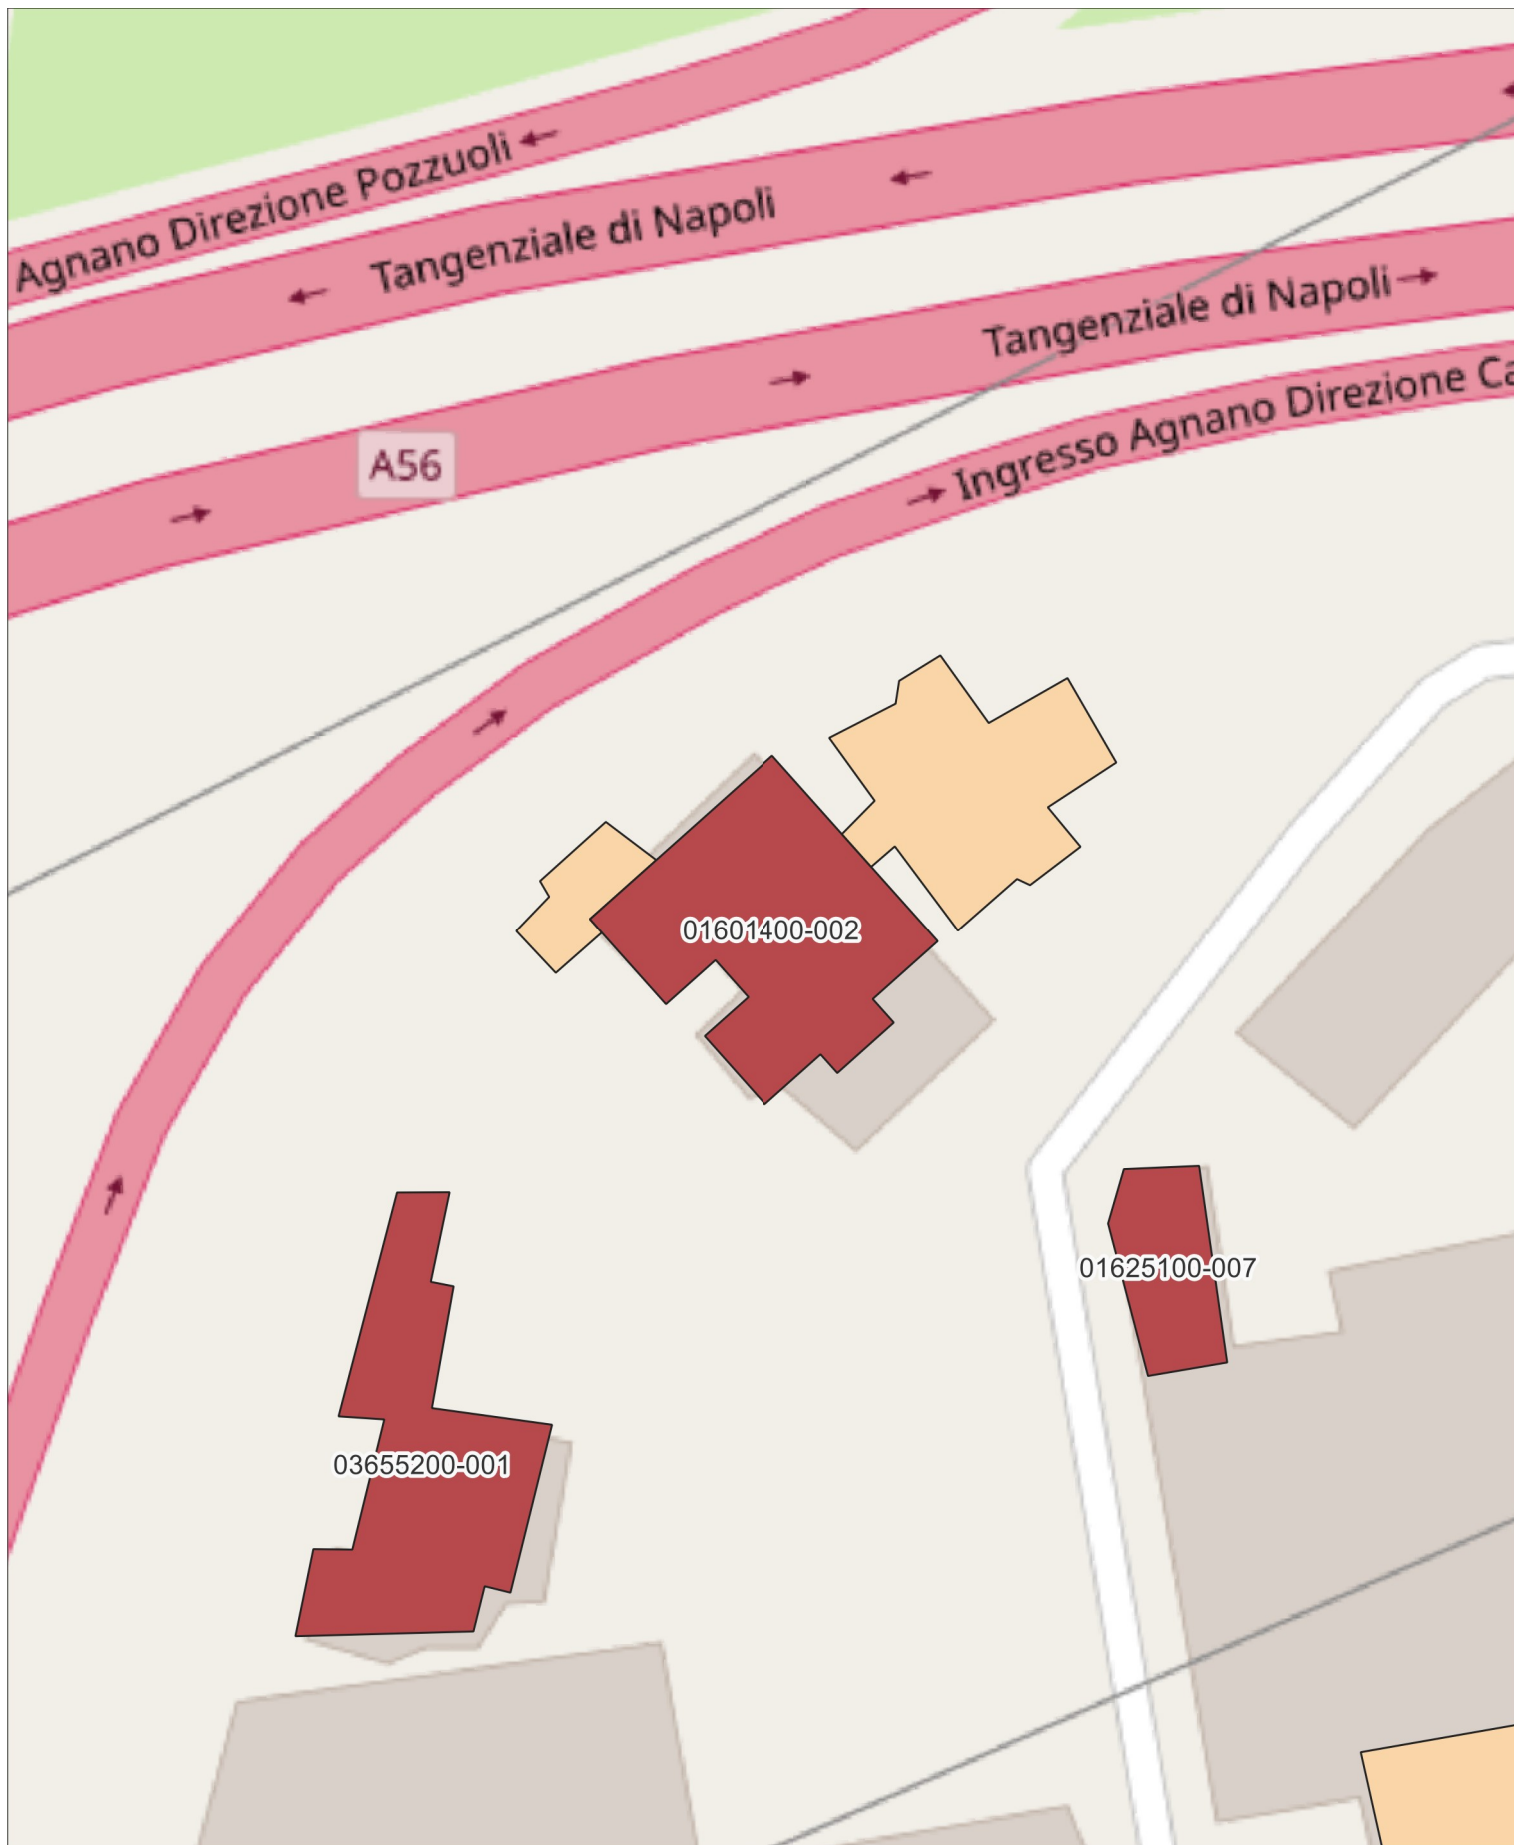 Agnano Direzione Pozzuoli
Tangenziale di Napoli
Tangenziale di Napoli
Ingresso Agnano Direzione Ca
A56
01601400-002
01625100-007
03655200-001